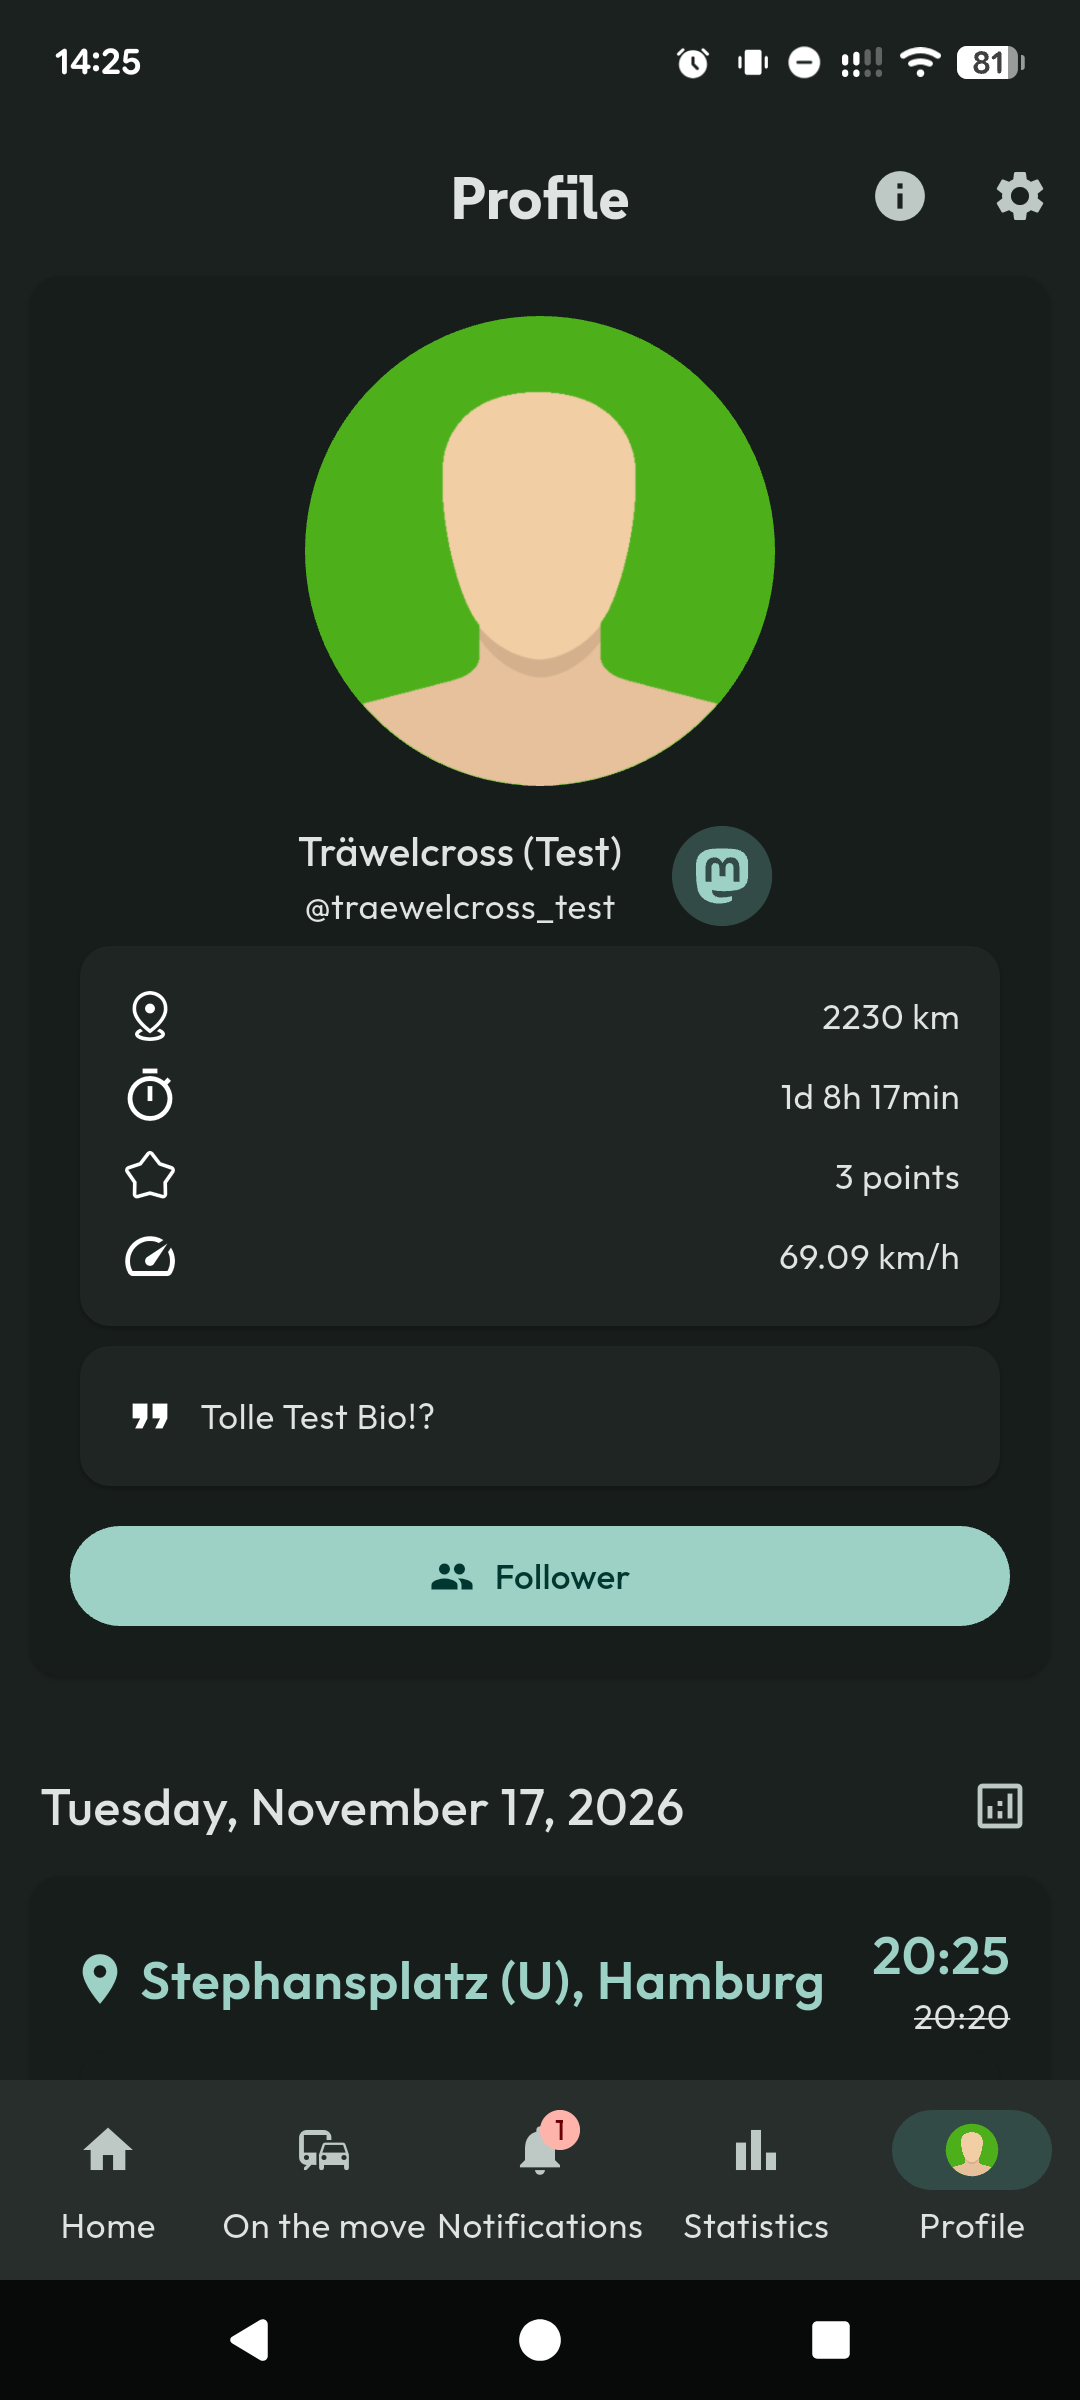 14:25
81
Profile
Träwelcross (Test)
@traewelcross_test
2230 km
1d 8h 17min
3 points
69.09 km/h
Tolle Test Bio!?
Follower
Tuesday, November 17, 2026
Stephansplatz (U), Hamburg
20:25
20:20
1
Home
On the move
Notifications
Statistics
Profile